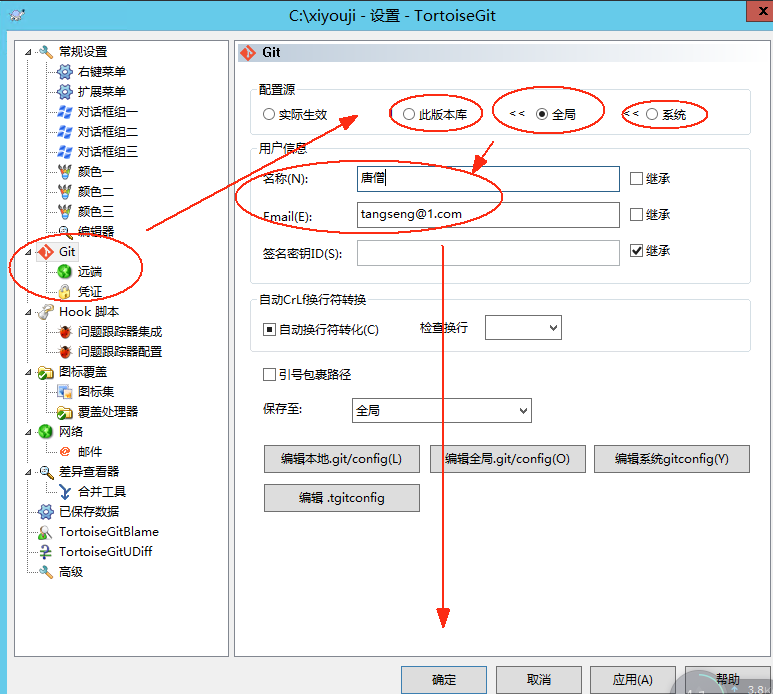 C:\xiyouji - 设置 - TortoiseGit
常规设置
右键菜单
扩展菜单
对话框组一
对话框组二
对话框组三
颜色一
颜色二
颜色三
编辑器
Git
远端
凭证
Hook 脚本
问题跟踪器集成
问题跟踪器配置
图标覆盖
图标集
覆盖处理器
网络
邮件
差异查看器
合并工具
已保存数据
TortoiseGitBlame
TortoiseGitUDiff
高级
Git
配置源
实际生效 此版本库 << 全局 << 系统
用户信息
名称(N): 唐僧 继承
Email(E): tangseng@1.com 继承
签名密钥ID(S): 继承
自动CrLf换行符转换
自动换行符转化(C) 检查换行
引号包裹路径
保存至: 全局
编辑本地.git/config(L) 编辑全局.git/config(O) 编辑系统gitconfig(Y)
编辑 .tgitconfig
确定 取消 应用(A) 帮助